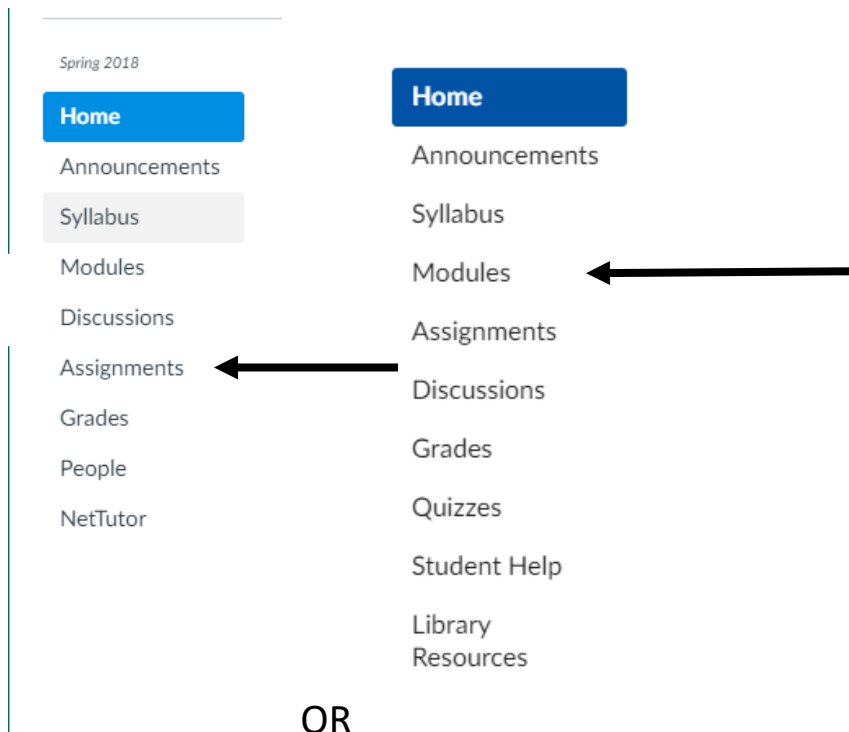 Spring 2018
Home
Announcements
Syllabus
Modules
Discussions
Assignments
Grades
People
NetTutor
Home
Announcements
Syllabus
Modules
Assignments
Discussions
Grades
Quizzes
Student Help
Library
Resources
OR